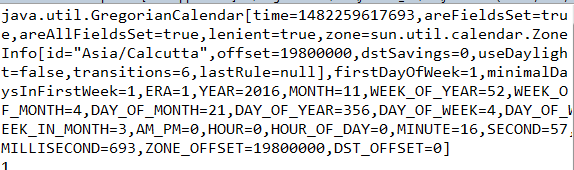 java.util.GregorianCalendar[time=1482259617693,areFieldsSet=tru
e,areAllFieldsSet=true,lenient=true,zone=sun.util.calendar.Zone
Info[id="Asia/Calcutta",offset=19800000,dstSavings=0,useDayligh
t=false,transitions=6,lastRule=null],firstDayOfWeek=1,minimalDa
ysInFirstWeek=1,ERA=1,YEAR=2016,MONTH=11,WEEK_OF_YEAR=52,WEEK_O
F_MONTH=4,DAY_OF_MONTH=21,DAY_OF_YEAR=356,DAY_OF_WEEK=4,DAY_OF_W
EEK_IN_MONTH=3,AM_PM=0,HOUR=0,HOUR_OF_DAY=0,MINUTE=16,SECOND=57,
MILLISECOND=693,ZONE_OFFSET=19800000,DST_OFFSET=0]
1